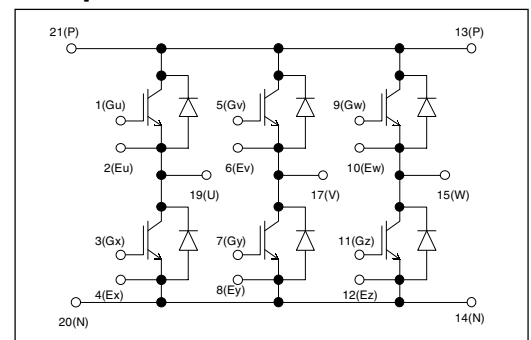 21(P) 13(P)
1(Gu) 5(Gv) 9(Gw)
2(Eu) 6(Ev) 10(Ew)
19(U) 17(V) 15(W)
3(Gx) 7(Gy) 11(Gz)
4(Ex) 8(Ey) 12(Ez)
20(N) 14(N)